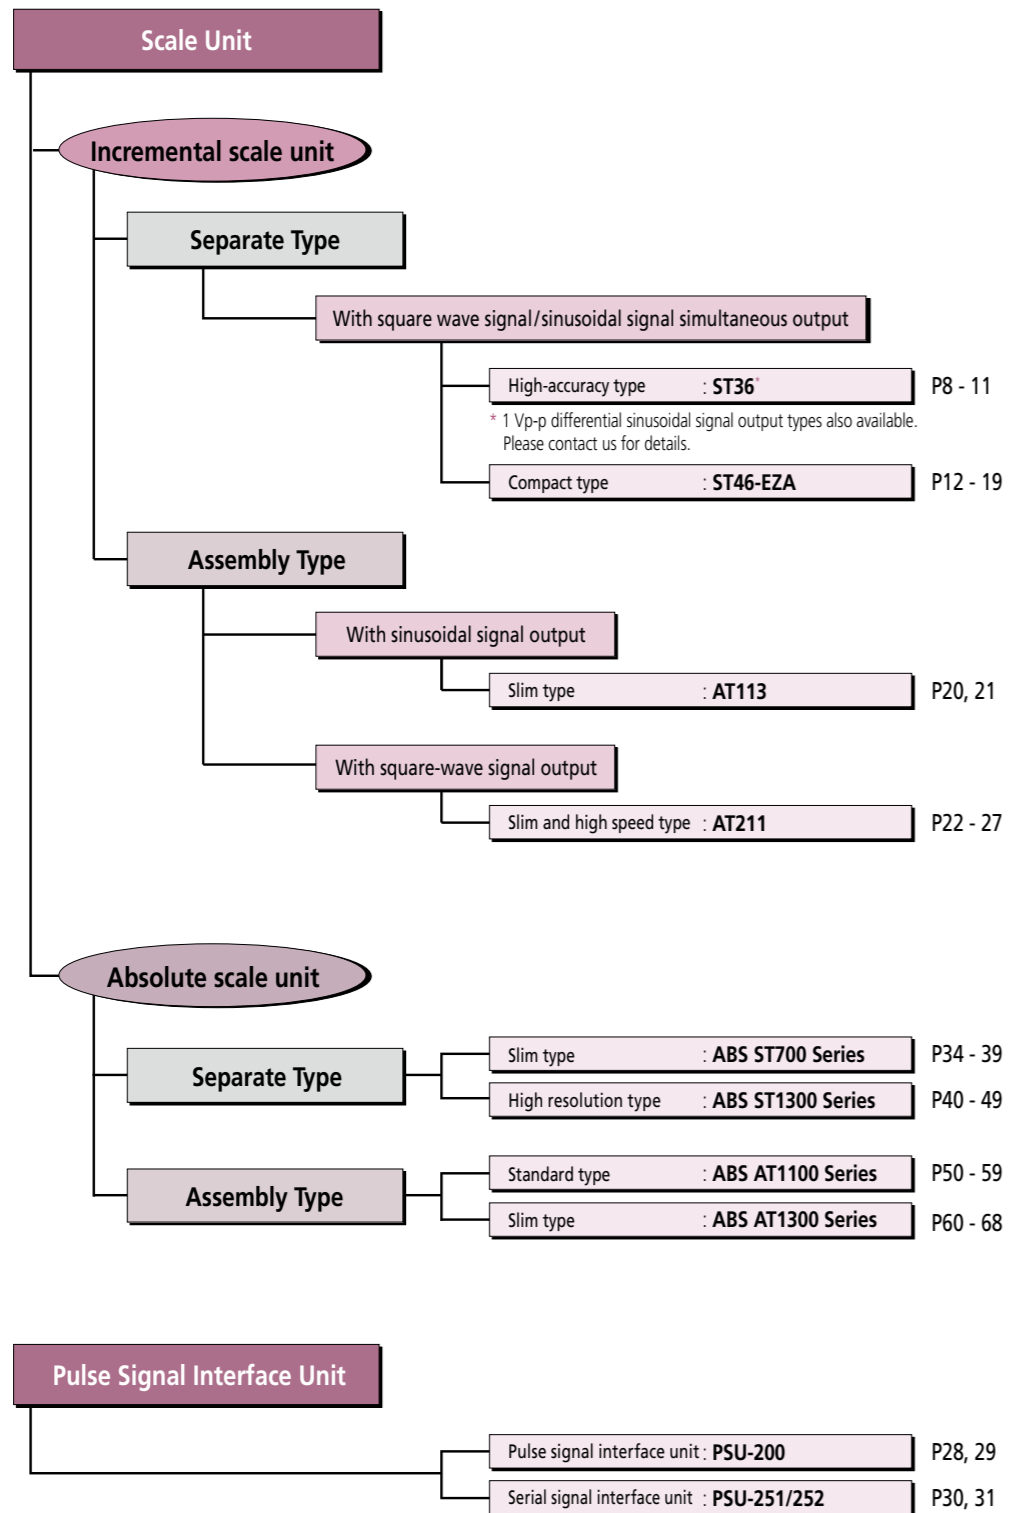 Scale Unit
Incremental scale unit
Separate Type
With square wave signal/sinusoidal signal simultaneous output
High-accuracy type : ST36* P8 - 11
* 1 Vp-p differential sinusoidal signal output types also available.
Please contact us for details.
Compact type : ST46-EZA P12 - 19
Assembly Type
With sinusoidal signal output
Slim type : AT113 P20, 21
With square-wave signal output
Slim and high speed type : AT211 P22 - 27
Absolute scale unit
Separate Type
Slim type : ABS ST700 Series P34 - 39
High resolution type : ABS ST1300 Series P40 - 49
Assembly Type
Standard type : ABS AT1100 Series P50 - 59
Slim type : ABS AT1300 Series P60 - 68
Pulse Signal Interface Unit
Pulse signal interface unit : PSU-200 P28, 29
Serial signal interface unit : PSU-251/252 P30, 31